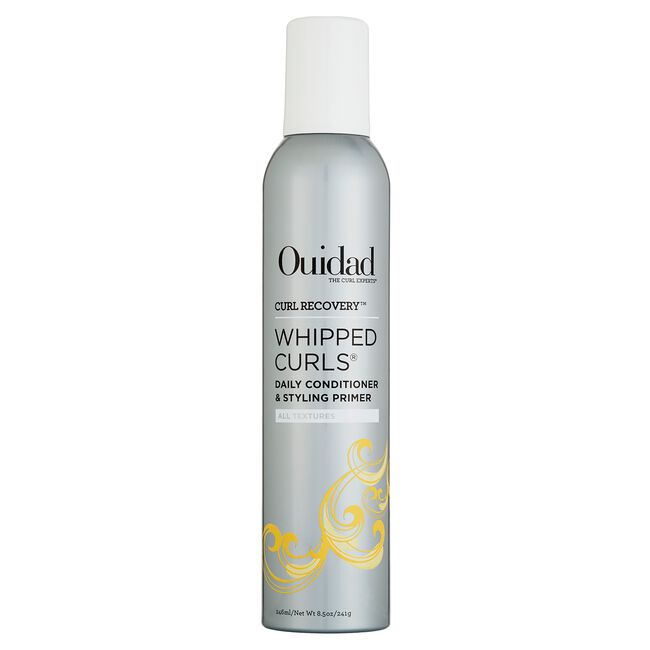 Ouidad
THE CURL EXPERTS®
CURL RECOVERY™
WHIPPED
CURLS®
DAILY CONDITIONER
& STYLING PRIMER
ALL TEXTURES
246ml/Net Wt 8.5oz/241g